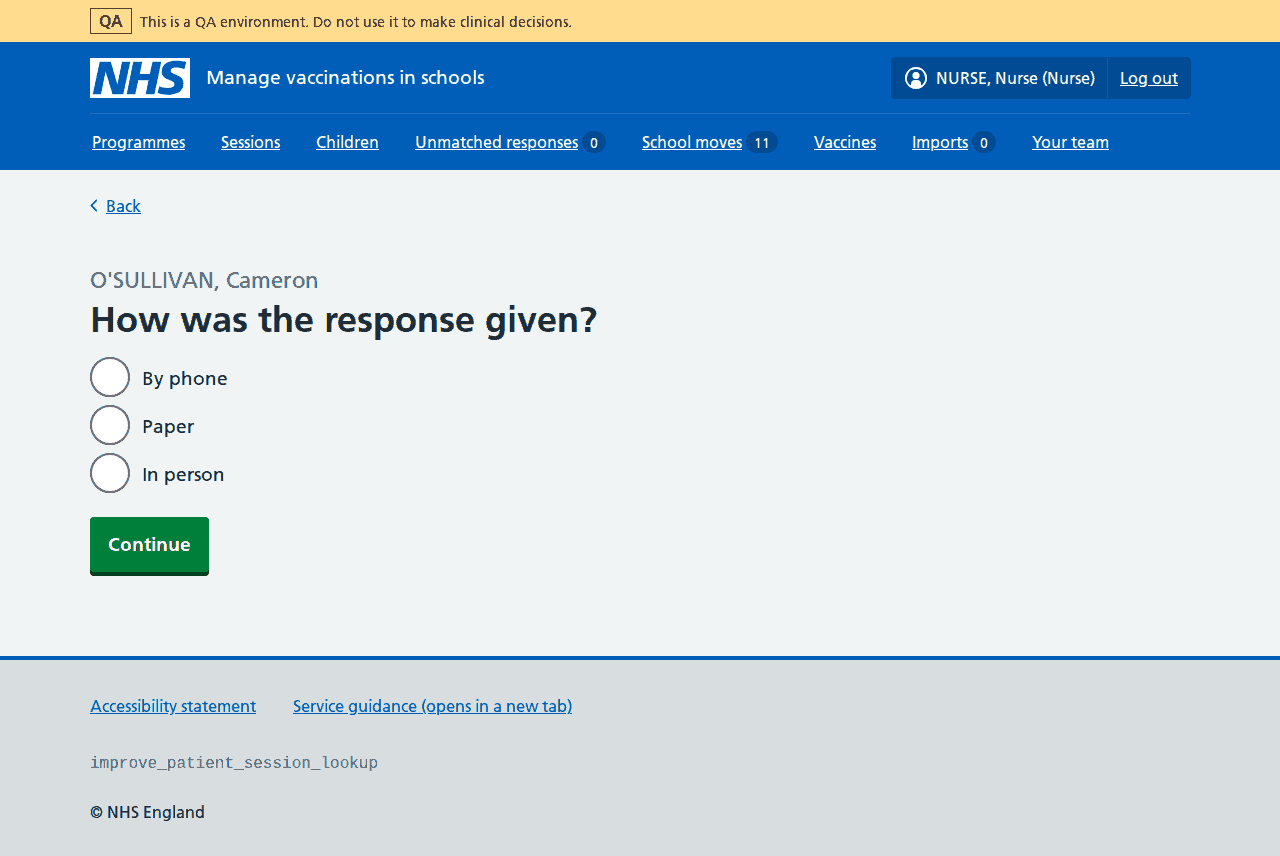 QA This is a QA environment. Do not use it to make clinical decisions.
NHS Manage vaccinations in schools NURSE, Nurse (Nurse) Log out
Programmes Sessions Children Unmatched responses 0 School moves 11 Vaccines Imports 0 Your team
Back
O'SULLIVAN, Cameron
How was the response given?
By phone
Paper
In person
Continue
Accessibility statement Service guidance (opens in a new tab)
improve_patient_session_lookup
© NHS England